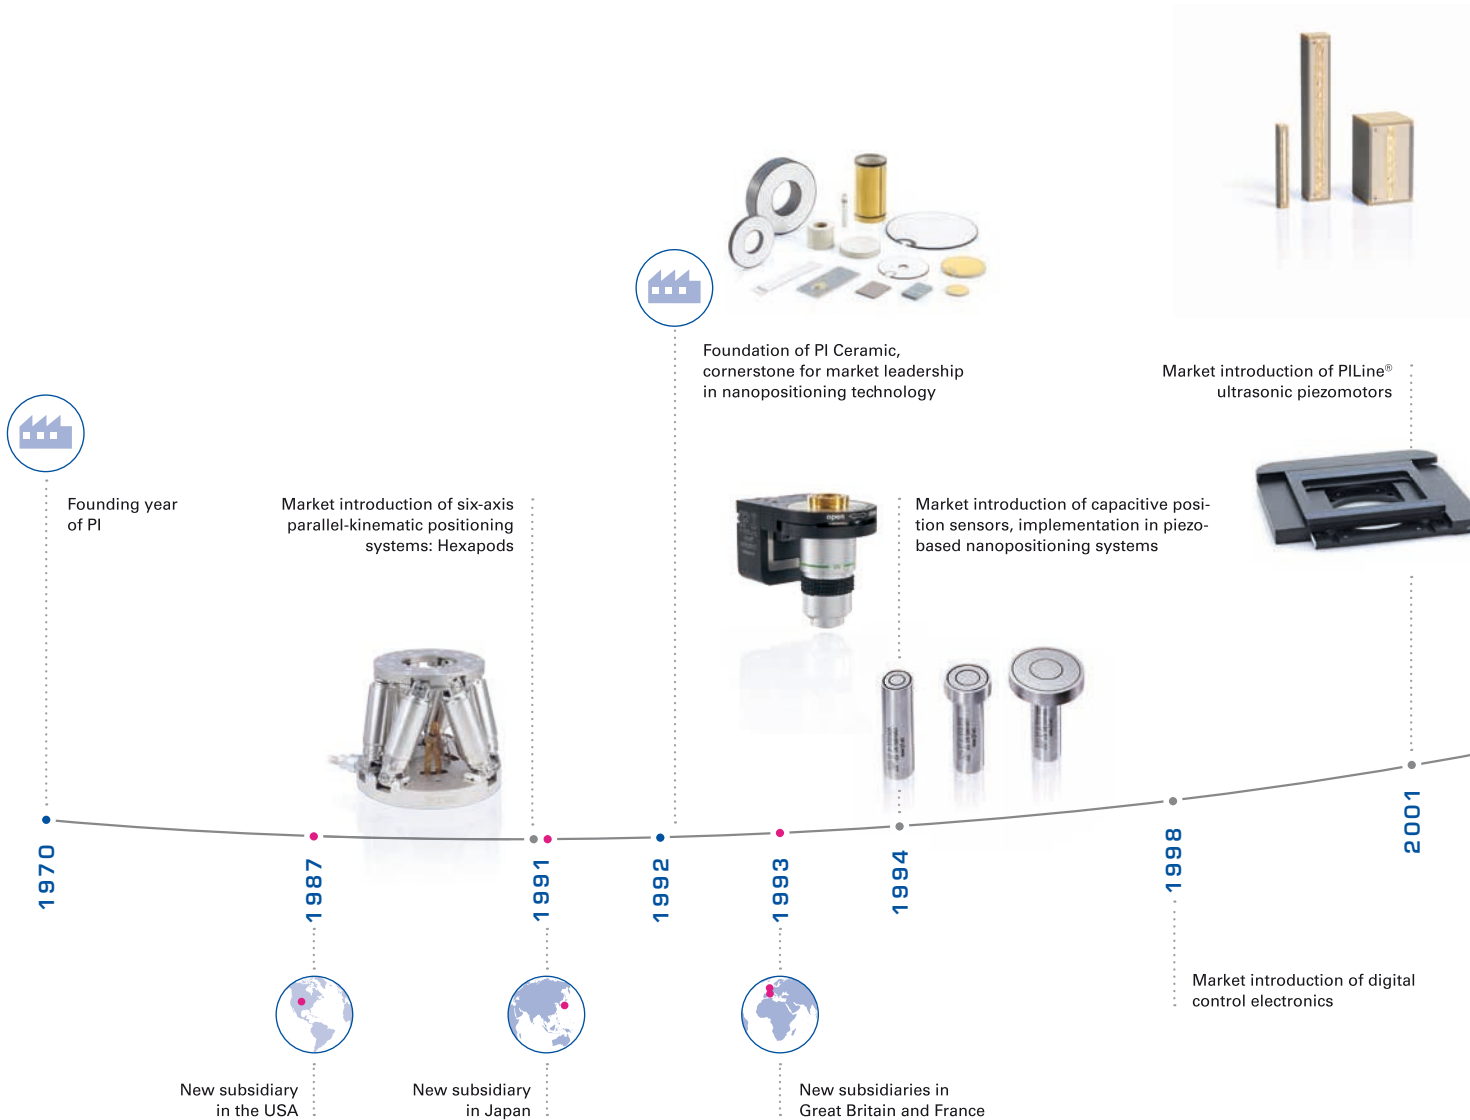 Foundation of PI Ceramic,
cornerstone for market leadership
in nanopositioning technology
Market introduction of PILine®
ultrasonic piezomotors
Founding year
of PI
Market introduction of six-axis
parallel-kinematic positioning
systems: Hexapods
open
Market introduction of capacitive posi-
tion sensors, implementation in piezo-
based nanopositioning systems
1970
1987
1991
1992
1993
1994
1998
2001
Market introduction of digital
control electronics
New subsidiary
in the USA
New subsidiary
in Japan
New subsidiaries in
Great Britain and France